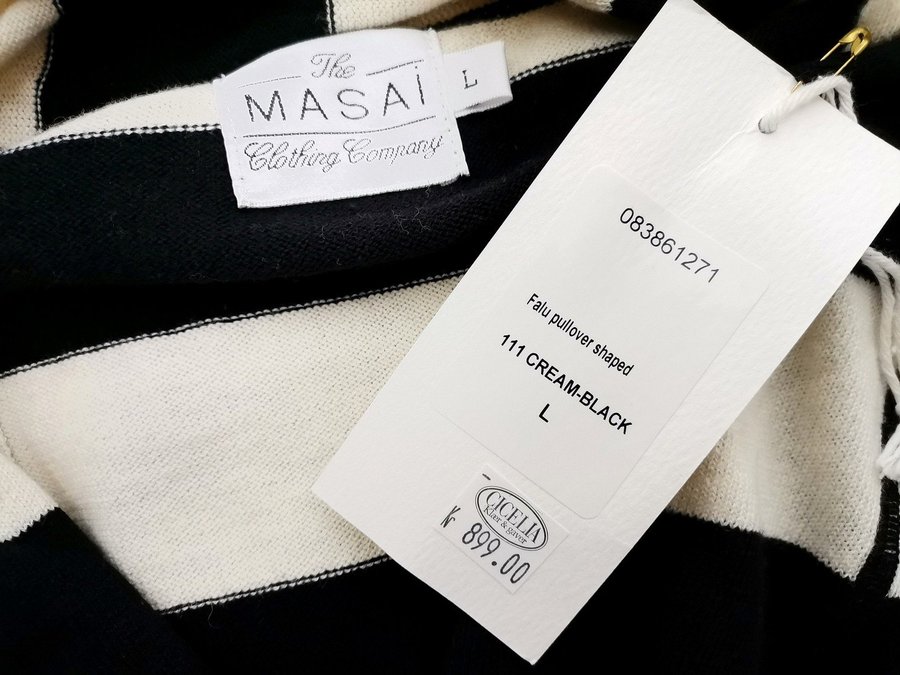 The
MASAI
Clothing Company
L
083861271
Falu pullover shaped
111 CREAM-BLACK
L
CICELIA
Klær & gaver
Kr 899.00